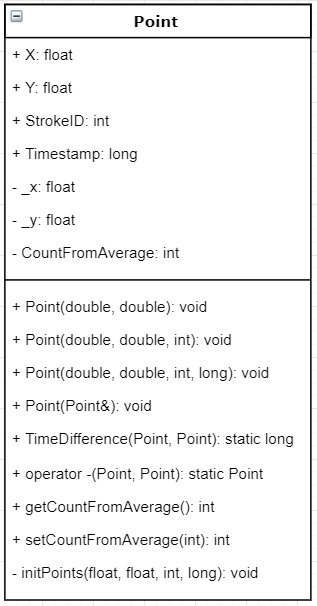 Point
+ X: float
+ Y: float
+ StrokeID: int
+ Timestamp: long
- _x: float
- _y: float
- CountFromAverage: int
+ Point(double, double): void
+ Point(double, double, int): void
+ Point(double, double, int, long): void
+ Point(Point&): void
+ TimeDifference(Point, Point): static long
+ operator -(Point, Point): static Point
+ getCountFromAverage(): int
+ setCountFromAverage(int): int
- initPoints(float, float, int, long): void